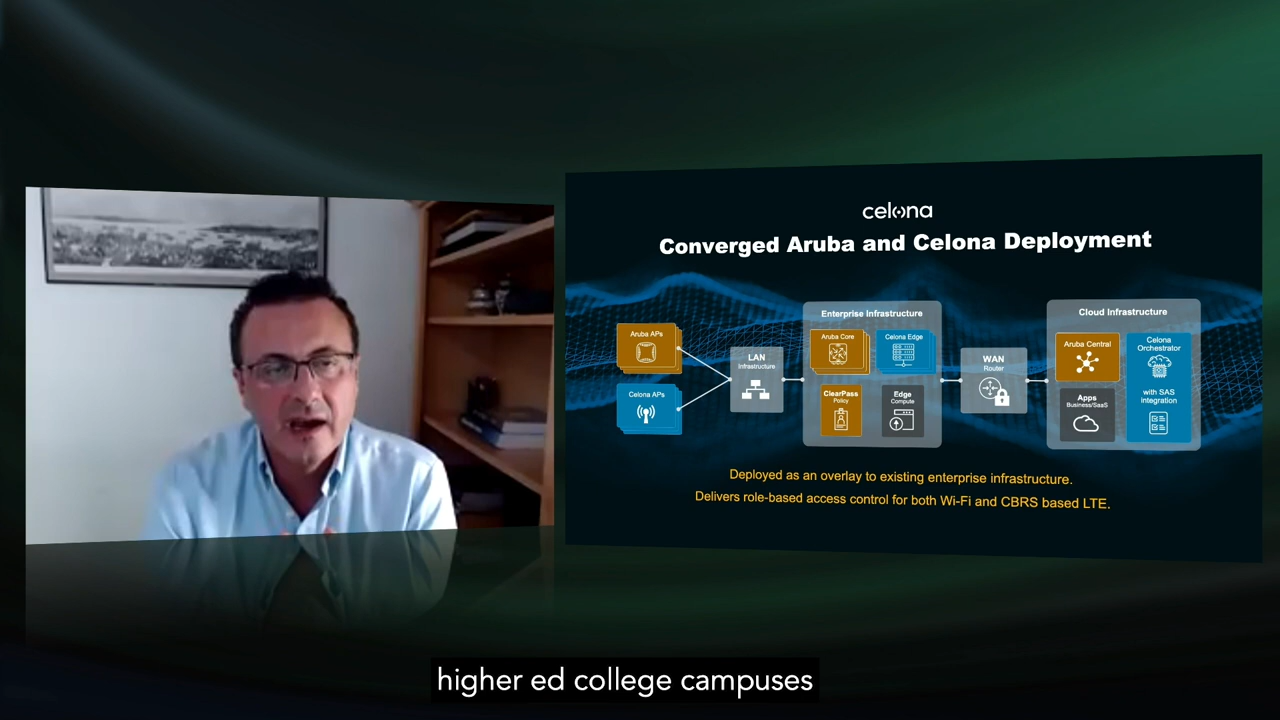 celona
Converged Aruba and Celona Deployment
Aruba APs
Celona APs
LAN
Infrastructure
Enterprise Infrastructure
Aruba Core
Celona Edge
ClearPass
Policy
Edge
Compute
WAN
Router
Cloud Infrastructure
Aruba Central
Apps
Business/SaaS
Celona
Orchestrator
with SAS
integration
Deployed as an overlay to existing enterprise infrastructure.
Delivers role-based access control for both Wi-Fi and CBRS based LTE.
higher ed college campuses